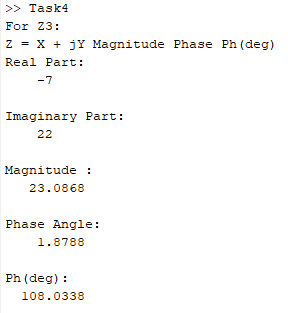 >> Task4
For Z3:
Z = X + jY Magnitude Phase Ph(deg)
Real Part:
-7
Imaginary Part:
22
Magnitude :
23.0868
Phase Angle:
1.8788
Ph(deg):
108.0338